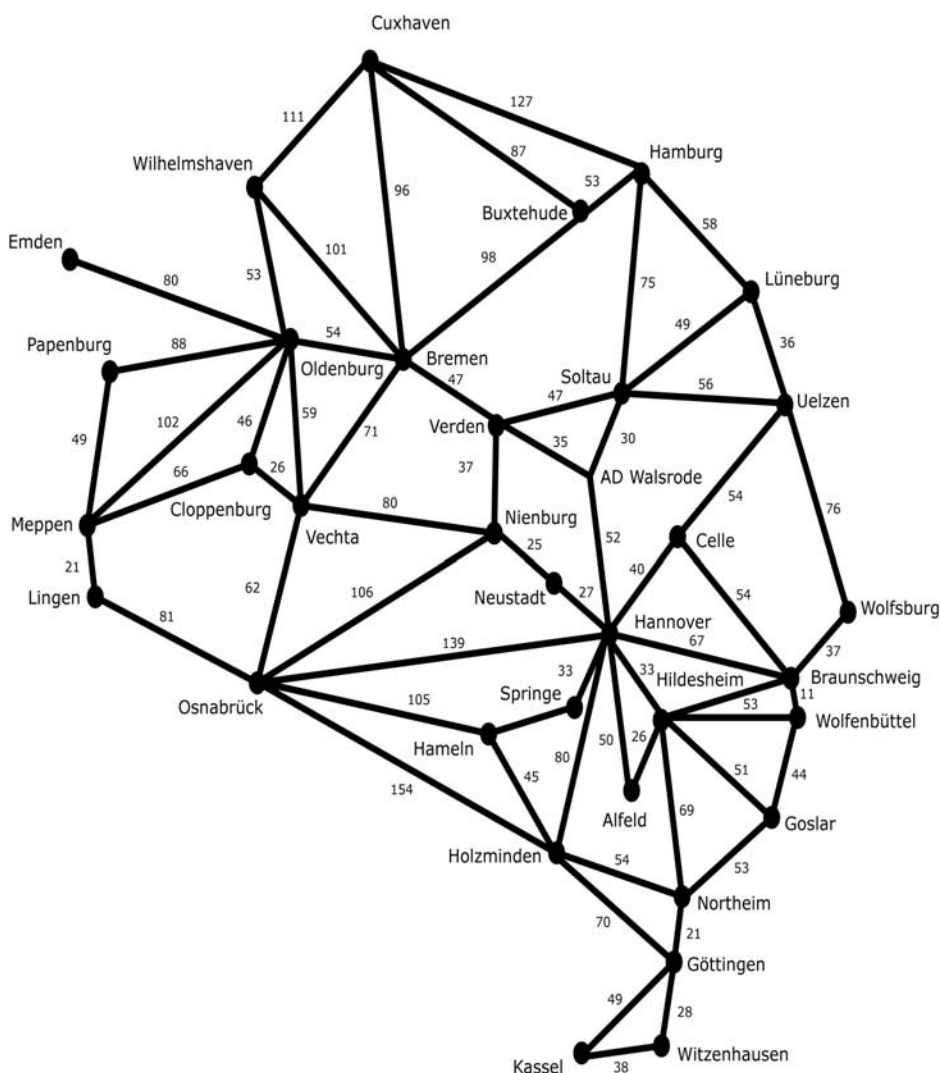 Cuxhaven
127
111
87
Hamburg
Wilhelmshaven
53
96
Buxtehude
58
Emden
101
98
53
75
80
Lüneburg
49
54
88
Papenburg
Bremen
36
Oldenburg
Soltau
47
56
47
Uelzen
102
46
59
71
Verden
35
30
49
66
26
37
AD Walsrode
54
80
76
Cloppenburg
Meppen
Vechta
Nienburg
52
Celle
25
21
62
40
106
54
Lingen
Neustadt
27
Wolfsburg
81
Hannover
139
67
37
33
33
Hildesheim
Braunschweig
Springe
11
53
Osnabrück
105
Wolfenbüttel
Hameln
50
26
80
51
44
45
154
69
Alfeld
Goslar
Holzminden
54
53
Northeim
70
21
Göttingen
49
28
Kassel
Witzenhausen
38